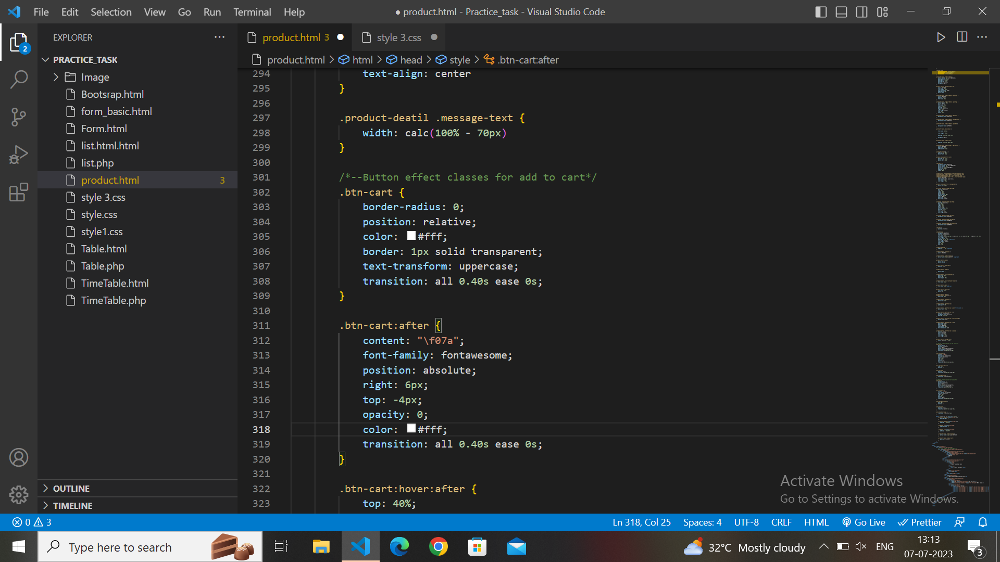 File Edit Selection View Go Run Terminal Help
● product.html - Practice_task - Visual Studio Code
2
EXPLORER
PRACTICE_TASK
Image
Bootsrap.html
form_basic.html
Form.html
list.html.html
list.php
product.html 3
style 3.css
style.css
style1.css
Table.html
Table.php
TimeTable.html
TimeTable.php
OUTLINE
TIMELINE
product.html 3
style 3.css
product.html > html > head > style > .btn-cart:after
294 text-align: center
295 }
296
297 .product-deatil .message-text {
298 width: calc(100% - 70px)
299 }
300
301 /*--Button effect classes for add to cart*/
302 .btn-cart {
303 border-radius: 0;
304 position: relative;
305 color: #fff;
306 border: 1px solid transparent;
307 text-transform: uppercase;
308 transition: all 0.40s ease 0s;
309 }
310
311 .btn-cart:after {
312 content: "\f07a";
313 font-family: fontawesome;
314 position: absolute;
315 right: 6px;
316 top: -4px;
317 opacity: 0;
318 color: #fff;
319 transition: all 0.40s ease 0s;
320 }
321
322 .btn-cart:hover:after {
323 top: 40%;
Activate Windows
Go to Settings to activate Windows.
0 3
Ln 318, Col 25 Spaces: 4 UTF-8 CRLF HTML Go Live Prettier
Type here to search
32°C Mostly cloudy
ENG
13:13
07-07-2023
3